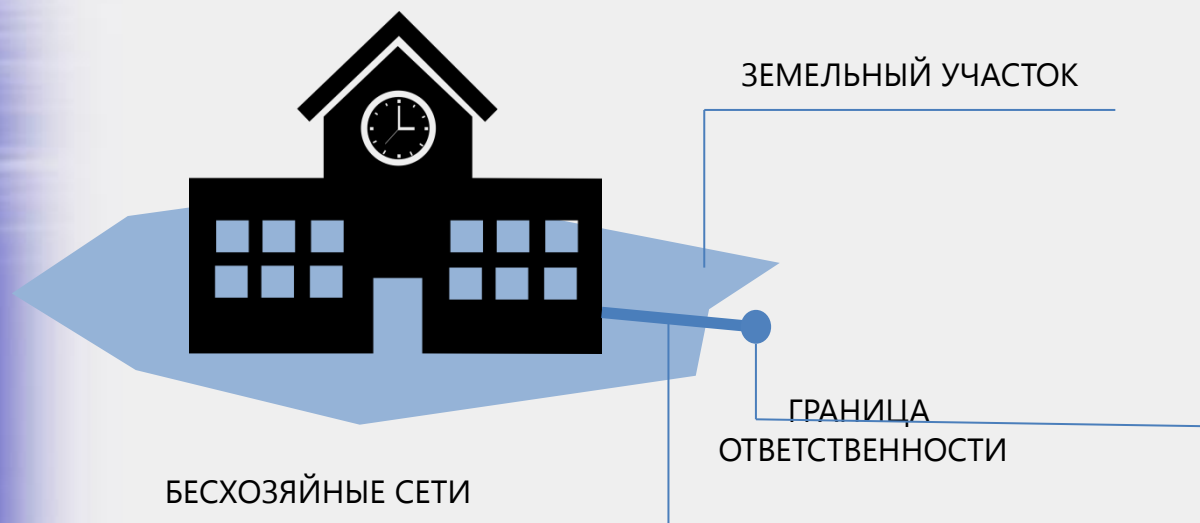 ЗЕМЕЛЬНЫЙ УЧАСТОК
ГРАНИЦА
ОТВЕТСТВЕННОСТИ
БЕСХОЗЯЙНЫЕ СЕТИ